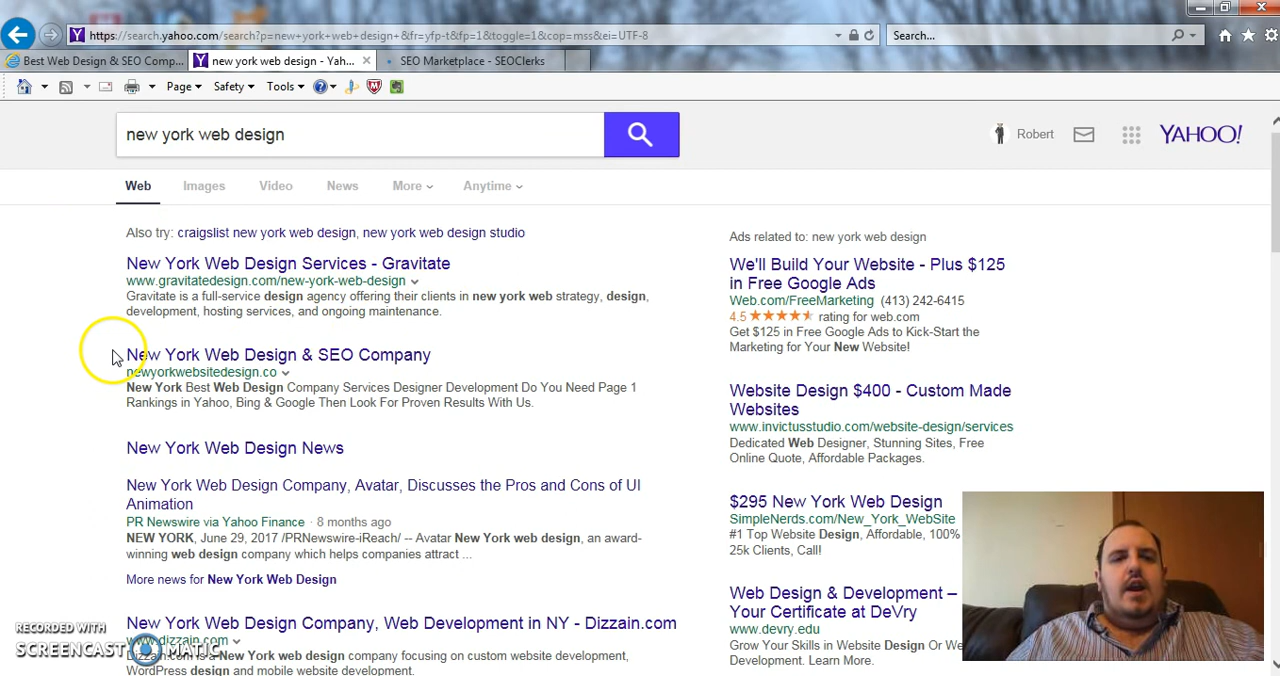 https://search.yahoo.com/search?p=new+york+web+design+&fr=yfp-t&fp=1&toggle=1&cop=mss&ei=UTF-8
Search...
Best Web Design & SEO Comp...
new york web design - Yah...
SEO Marketplace - SEOClerks
Page
Safety
Tools
new york web design
Robert
YAHOO!
Web
Images
Video
News
More
Anytime
Also try: craigslist new york web design, new york web design studio
New York Web Design Services - Gravitate
www.gravitatedesign.com/new-york-web-design
Gravitate is a full-service design agency offering their clients in new york web strategy, design,
development, hosting services, and ongoing maintenance.
New York Web Design & SEO Company
newyorkwebsitedesign.co
New York Best Web Design Company Services Designer Development Do You Need Page 1
Rankings in Yahoo, Bing & Google Then Look For Proven Results With Us.
New York Web Design News
New York Web Design Company, Avatar, Discusses the Pros and Cons of UI
Animation
PR Newswire via Yahoo Finance · 8 months ago
NEW YORK, June 29, 2017 /PRNewswire-iReach/ -- Avatar New York web design, an award-
winning web design company which helps companies attract ...
More news for New York Web Design
New York Web Design Company, Web Development in NY - Dizzain.com
www.dizzain.com
Dizzain.com is a New York web design company focusing on custom website development,
WordPress design and mobile website development.
Ads related to: new york web design
We'll Build Your Website - Plus $125
in Free Google Ads
Web.com/FreeMarketing (413) 242-6415
4.5 ★★★★★ rating for web.com
Get $125 in Free Google Ads to Kick-Start the
Marketing for Your New Website!
Website Design $400 - Custom Made
Websites
www.invictusstudio.com/website-design/services
Dedicated Web Designer, Stunning Sites, Free
Online Quote, Affordable Packages.
$295 New York Web Design
SimpleNerds.com/New_York_WebSite
#1 Top Website Design, Affordable, 100%
25k Clients, Call!
Web Design & Development –
Your Certificate at DeVry
www.devry.edu
Grow Your Skills in Website Design Or We
Development. Learn More.
RECORDED WITH
SCREENCAST MATIC